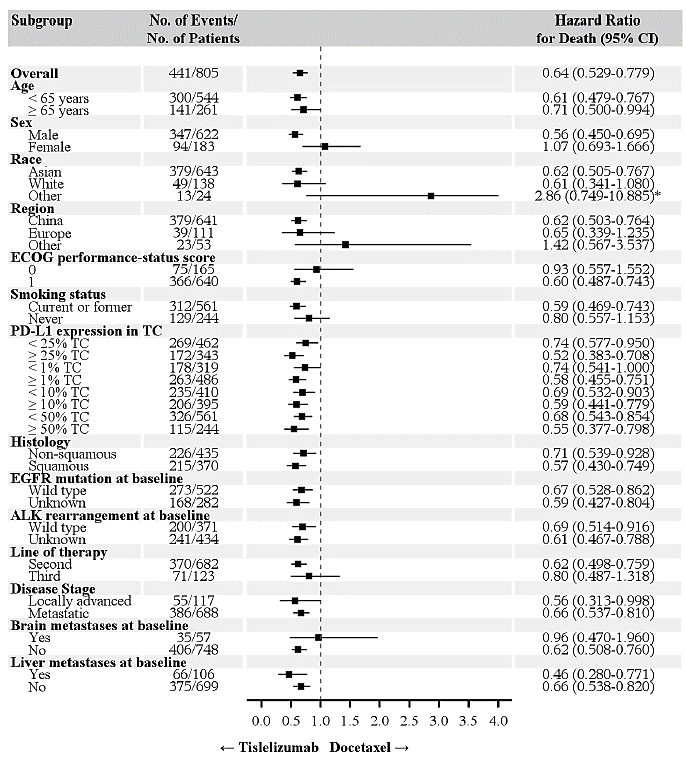 Subgroup No. of Events/ Hazard Ratio
No. of Patients for Death (95% CI)
Overall 441/805 0.64 (0.529-0.779)
Age
< 65 years 300/544 0.61 (0.479-0.767)
≥ 65 years 141/261 0.71 (0.500-0.994)
Sex
Male 347/622 0.56 (0.450-0.695)
Female 94/183 1.07 (0.693-1.666)
Race
Asian 379/643 0.62 (0.505-0.767)
White 49/138 0.61 (0.341-1.080)
Other 13/24 2.86 (0.749-10.885)*
Region
China 379/641 0.62 (0.503-0.764)
Europe 39/111 0.65 (0.339-1.235)
Other 23/53 1.42 (0.567-3.537)
ECOG performance-status score
0 75/165 0.93 (0.557-1.552)
1 366/640 0.60 (0.487-0.743)
Smoking status
Current or former 312/561 0.59 (0.469-0.743)
Never 129/244 0.80 (0.557-1.153)
PD-L1 expression in TC
< 25% TC 269/462 0.74 (0.577-0.950)
≥ 25% TC 172/343 0.52 (0.383-0.708)
< 1% TC 178/319 0.74 (0.541-1.000)
≥ 1% TC 263/486 0.58 (0.455-0.751)
< 10% TC 235/410 0.69 (0.532-0.903)
≥ 10% TC 206/395 0.59 (0.441-0.779)
< 50% TC 326/561 0.68 (0.543-0.854)
≥ 50% TC 115/244 0.55 (0.377-0.798)
Histology
Non-squamous 226/435 0.71 (0.539-0.928)
Squamous 215/370 0.57 (0.430-0.749)
EGFR mutation at baseline
Wild type 273/522 0.67 (0.528-0.862)
Unknown 168/282 0.59 (0.427-0.804)
ALK rearrangement at baseline
Wild type 200/371 0.69 (0.514-0.916)
Unknown 241/434 0.61 (0.467-0.788)
Line of therapy
Second 370/682 0.62 (0.498-0.759)
Third 71/123 0.80 (0.487-1.318)
Disease Stage
Locally advanced 55/117 0.56 (0.313-0.998)
Metastatic 386/688 0.66 (0.537-0.810)
Brain metastases at baseline
Yes 35/57 0.96 (0.470-1.960)
No 406/748 0.62 (0.508-0.760)
Liver metastases at baseline
Yes 66/106 0.46 (0.280-0.771)
No 375/699 0.66 (0.538-0.820)
0.0 0.5 1.0 1.5 2.0 2.5 3.0 3.5 4.0
← Tislelizumab Docetaxel →